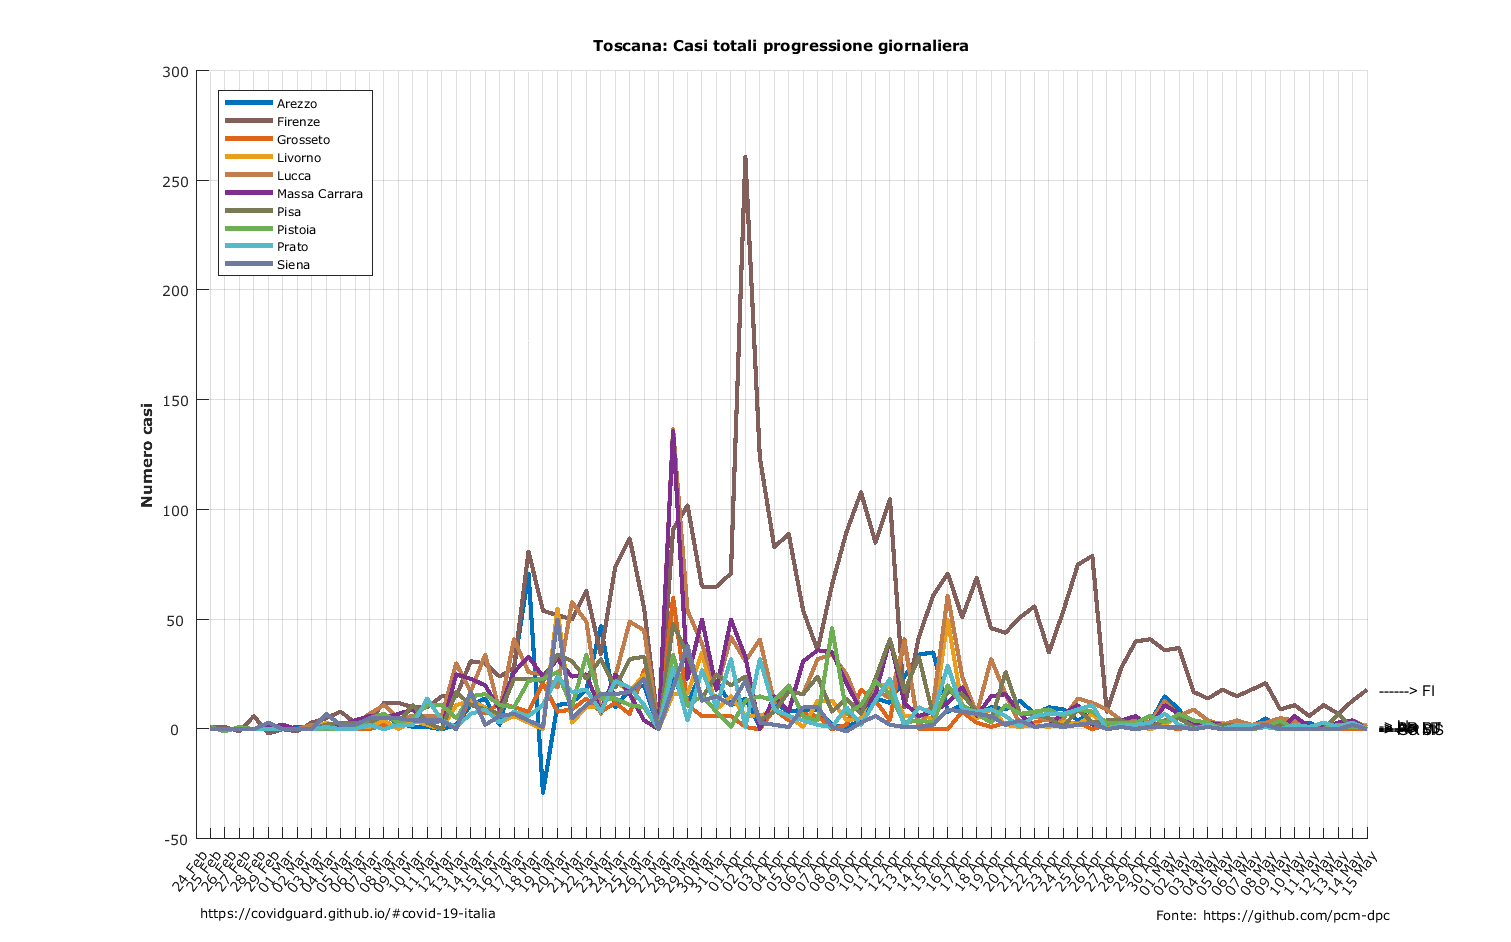 Toscana: Casi totali progressione giornaliera
300
250
200
150
100
50
0
-50
Numero casi
Arezzo
Firenze
Grosseto
Livorno
Lucca
Massa Carrara
Pisa
Pistoia
Prato
Siena
------> FI
24 Feb
25 Feb
26 Feb
27 Feb
28 Feb
29 Feb
01 Mar
02 Mar
03 Mar
04 Mar
05 Mar
06 Mar
07 Mar
08 Mar
09 Mar
10 Mar
11 Mar
12 Mar
13 Mar
14 Mar
15 Mar
16 Mar
17 Mar
18 Mar
19 Mar
20 Mar
21 Mar
22 Mar
23 Mar
24 Mar
25 Mar
26 Mar
27 Mar
28 Mar
29 Mar
30 Mar
31 Mar
01 Apr
02 Apr
03 Apr
04 Apr
05 Apr
06 Apr
07 Apr
08 Apr
09 Apr
10 Apr
11 Apr
12 Apr
13 Apr
14 Apr
15 Apr
16 Apr
17 Apr
18 Apr
19 Apr
20 Apr
21 Apr
22 Apr
23 Apr
24 Apr
25 Apr
26 Apr
27 Apr
28 Apr
29 Apr
30 Apr
01 May
02 May
03 May
04 May
05 May
06 May
07 May
08 May
09 May
10 May
11 May
12 May
13 May
14 May
15 May
https://covidguard.github.io/#covid-19-italia
Fonte: https://github.com/pcm-dpc